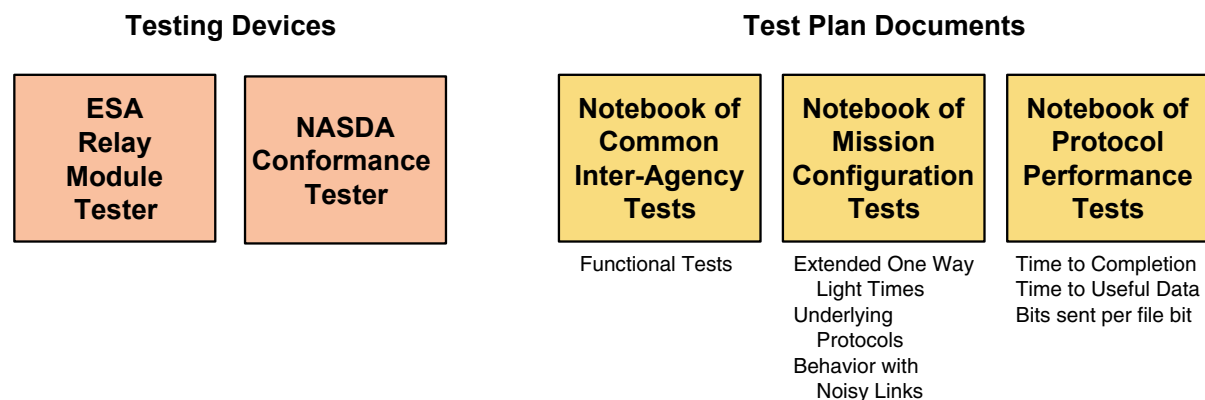 Testing Devices
Test Plan Documents
ESA
Relay
Module
Tester
NASDA
Conformance
Tester
Notebook of
Common
Inter-Agency
Tests
Notebook of
Mission
Configuration
Tests
Notebook of
Protocol
Performance
Tests
Functional Tests
Extended One Way
Light Times
Underlying
Protocols
Behavior with
Noisy Links
Time to Completion
Time to Useful Data
Bits sent per file bit